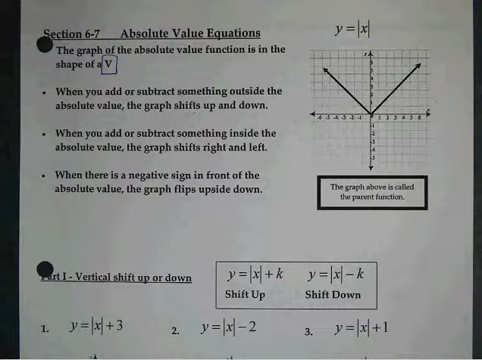 Section 6-7 Absolute Value Equations
y = |x|
The graph of the absolute value function is in the
shape of a V
• When you add or subtract something outside the
absolute value, the graph shifts up and down.
• When you add or subtract something inside the
absolute value, the graph shifts right and left.
• When there is a negative sign in front of the
absolute value, the graph flips upside down.
The graph above is called
the parent function.
Part I - Vertical shift up or down
y = |x| + k y = |x| – k
Shift Up Shift Down
1. y = |x| + 3 2. y = |x| – 2 3. y = |x| + 1